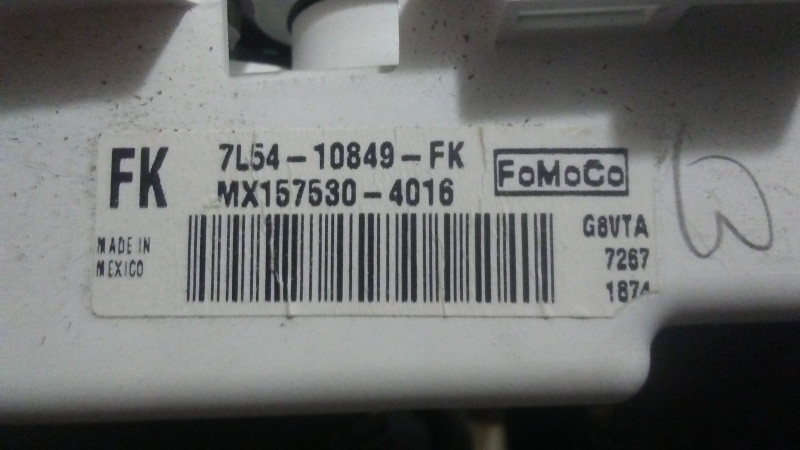 FK
7L54-10849-FK
MX157530-4016
FoMoCo
MADE IN
MEXICO
G8VTA
7267
1874